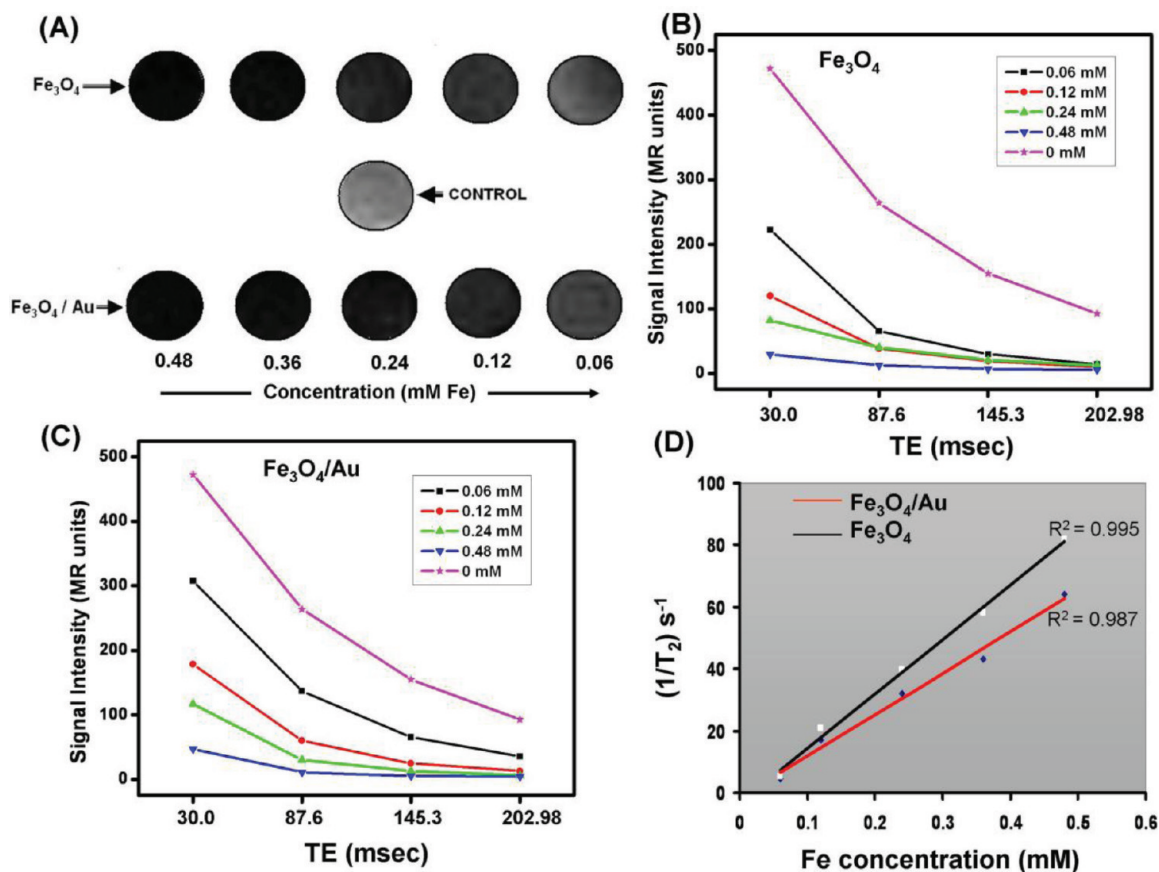 (A)
Fe₃O₄
CONTROL
Fe₃O₄ / Au
0.48 0.36 0.24 0.12 0.06
Concentration (mM Fe)
(B)
Fe₃O₄
0.06 mM
0.12 mM
0.24 mM
0.48 mM
0 mM
500
400
300
200
100
0
Signal Intensity (MR units)
30.0 87.6 145.3 202.98
TE (msec)
(C)
Fe₃O₄/Au
0.06 mM
0.12 mM
0.24 mM
0.48 mM
0 mM
500
400
300
200
100
0
Signal Intensity (MR units)
30.0 87.6 145.3 202.98
TE (msec)
(D)
Fe₃O₄/Au
Fe₃O₄
R² = 0.995
R² = 0.987
100
80
60
40
20
0
(1/T₂) s⁻¹
0 0.1 0.2 0.3 0.4 0.5 0.6
Fe concentration (mM)